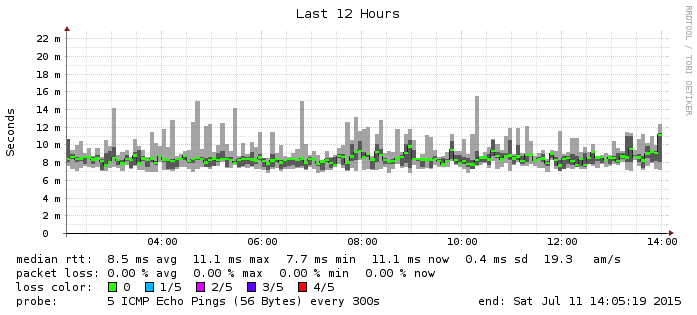 Last 12 Hours
RRDTOOL / TOBI OETIKER
Seconds
22 m
20 m
18 m
16 m
14 m
12 m
10 m
8 m
6 m
4 m
2 m
0
04:00 06:00 08:00 10:00 12:00 14:00
median rtt: 8.5 ms avg 11.1 ms max 7.7 ms min 11.1 ms now 0.4 ms sd 19.3 am/s
packet loss: 0.00 % avg 0.00 % max 0.00 % min 0.00 % now
loss color: 0 1/5 2/5 3/5 4/5
probe: 5 ICMP Echo Pings (56 Bytes) every 300s end: Sat Jul 11 14:05:19 2015